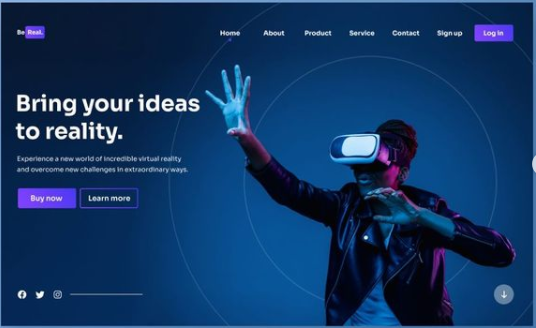 Be Real.
Home About Product Service Contact Sign up Log in
Bring your ideas
to reality.
Experience a new world of incredible virtual reality
and overcome new challenges in extraordinary ways.
Buy now Learn more